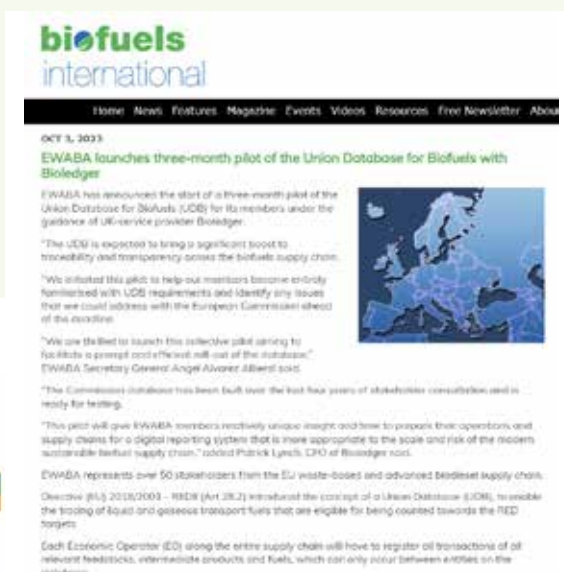 biofuels
international
Home News Features Magazine Events Videos Resources Free Newsletter Abou
OCT 3, 2023
EWABA launches three-month pilot of the Union Database for Biofuels with
Bioledger
EWABA has announced the start of a three-month pilot of the
Union Database for Biofuels (UDB) for its members under the
guidance of UK-service provider Bioledger.
"The UDB is expected to bring a significant boost to
traceability and transparency across the biofuels supply chain.
"We initiated this pilot to help our members become entirely
familiarised with UDB requirements and identify any issues
that we could address with the European Commission ahead
of the deadline.
"We are thrilled to launch this collective pilot aiming to
facilitate a prompt and efficient roll-out of the database,"
EWABA Secretary General Angel Alvarez Alberdi said.
"The Commission database has been built over the last four years of stakeholder consultation and is
ready for testing.
"This pilot will give EWABA members relatively unique insight and time to prepare their operations and
supply chains for a digital reporting system that is more appropriate to the scale and risk of the modern
sustainable biofuel supply chain," added Patrick Lynch, CPO of Bioledger said.
EWABA represents over 50 stakeholders from the EU waste-based and advanced biodiesel supply chain.
Directive (EU) 2018/2001 – REDII (Art 28.2) introduced the concept of a Union Database (UDB), to enable
the tracing of liquid and gaseous transport fuels that are eligible for being counted towards the RED
targets.
Each Economic Operator (EO) along the entire supply chain will have to register all transactions of all
relevant feedstocks, intermediate products and fuels, which can only occur between entities on the